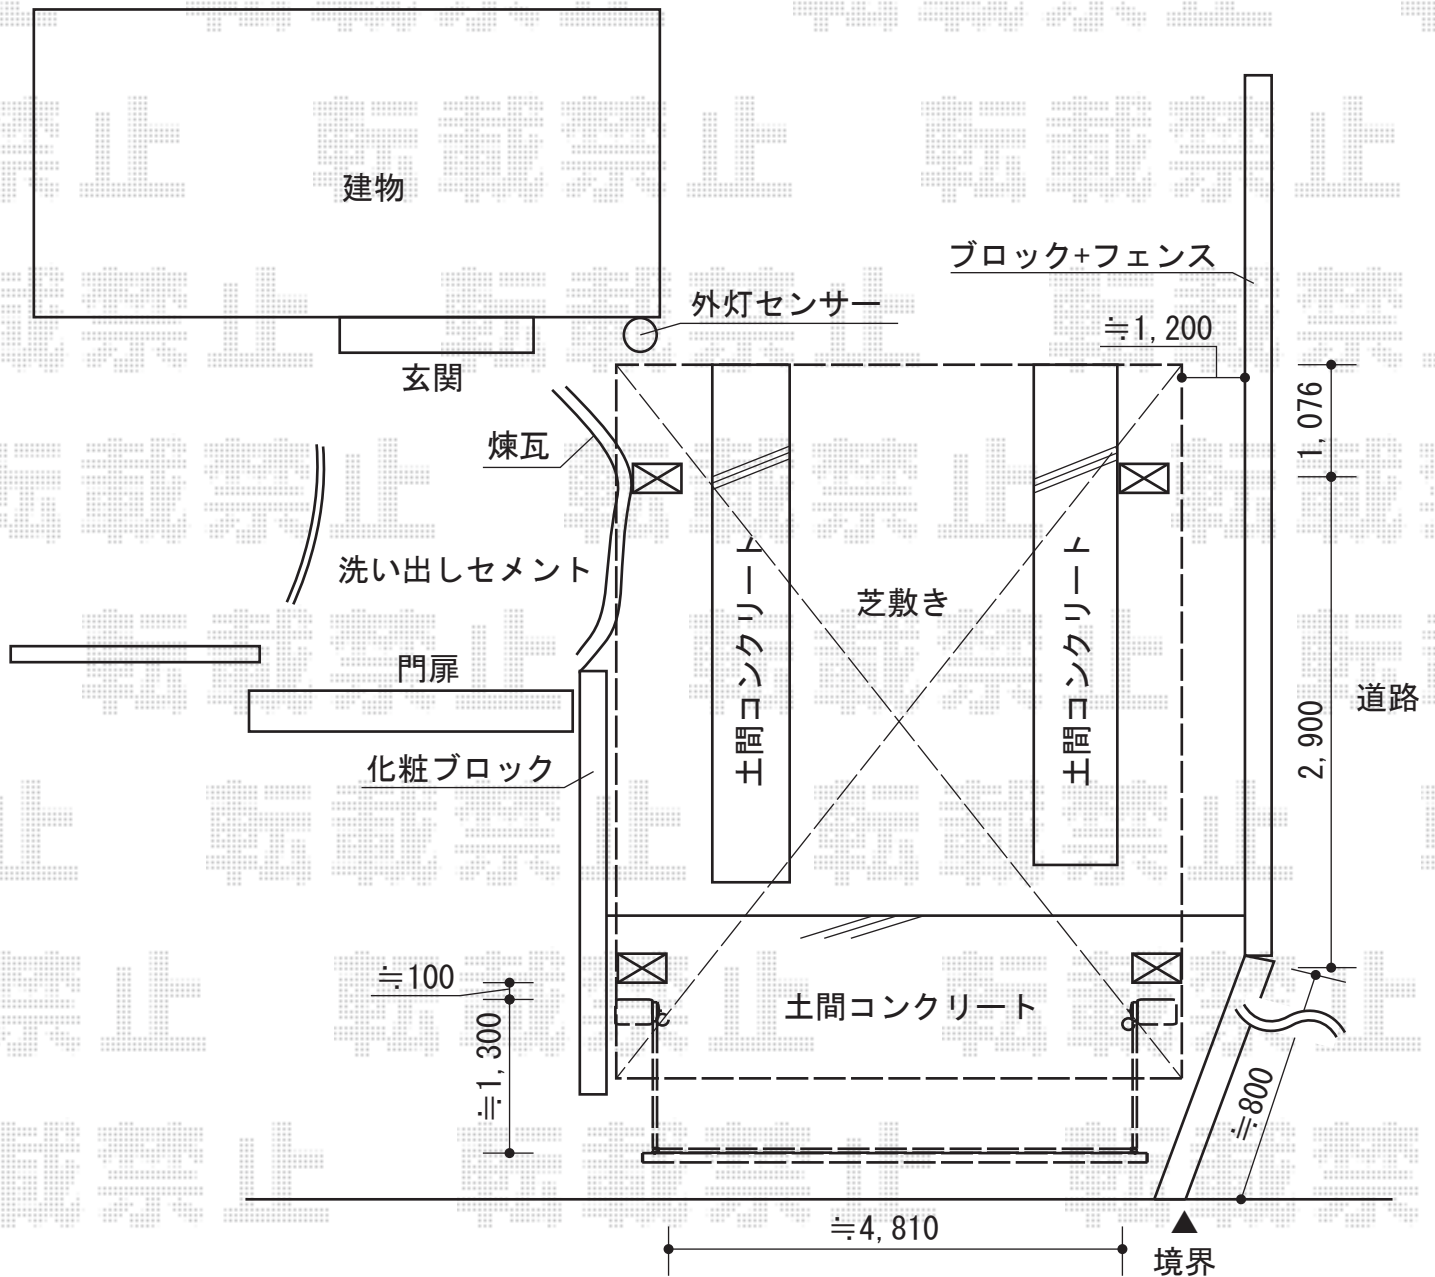 建物
ブロック+フェンス
外灯センサー
≒1,200
玄関
1,076
煉瓦
洗い出しセメント
芝敷き
土間コンクリート
土間コンクリート
門扉
道路
2,900
化粧ブロック
≒100
土間コンクリート
≒1,300
≒800
≒4,810
境界
転載禁止